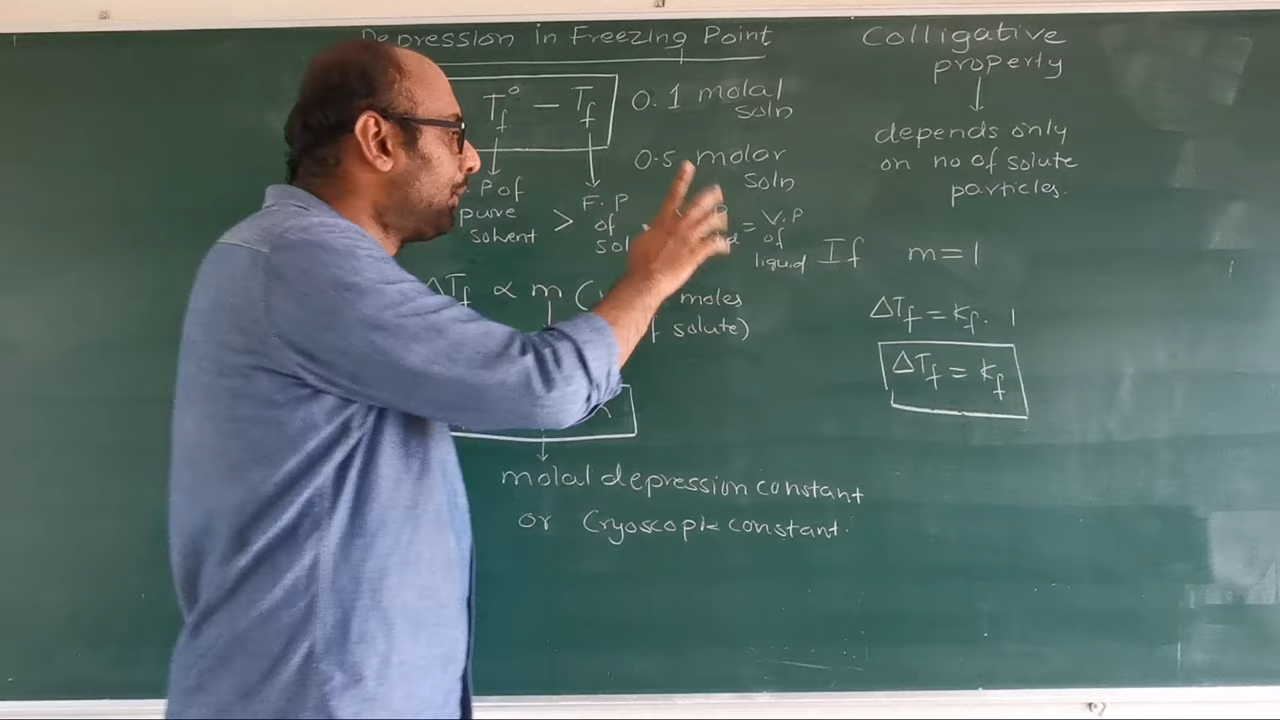 Depression in Freezing Point
Tf° − Tf
P of
pure
solvent
>
F.P
of
sol
= V.P
of
liquid
ΔTf ∝ m (
moles
solute)
molal depression constant
or Cryoscopic constant.
0.1 molal
soln
0.5 molar
soln
Colligative
property
depends only
on no of solute
particles.
If m = 1
ΔTf = Kf. 1
ΔTf = Kf